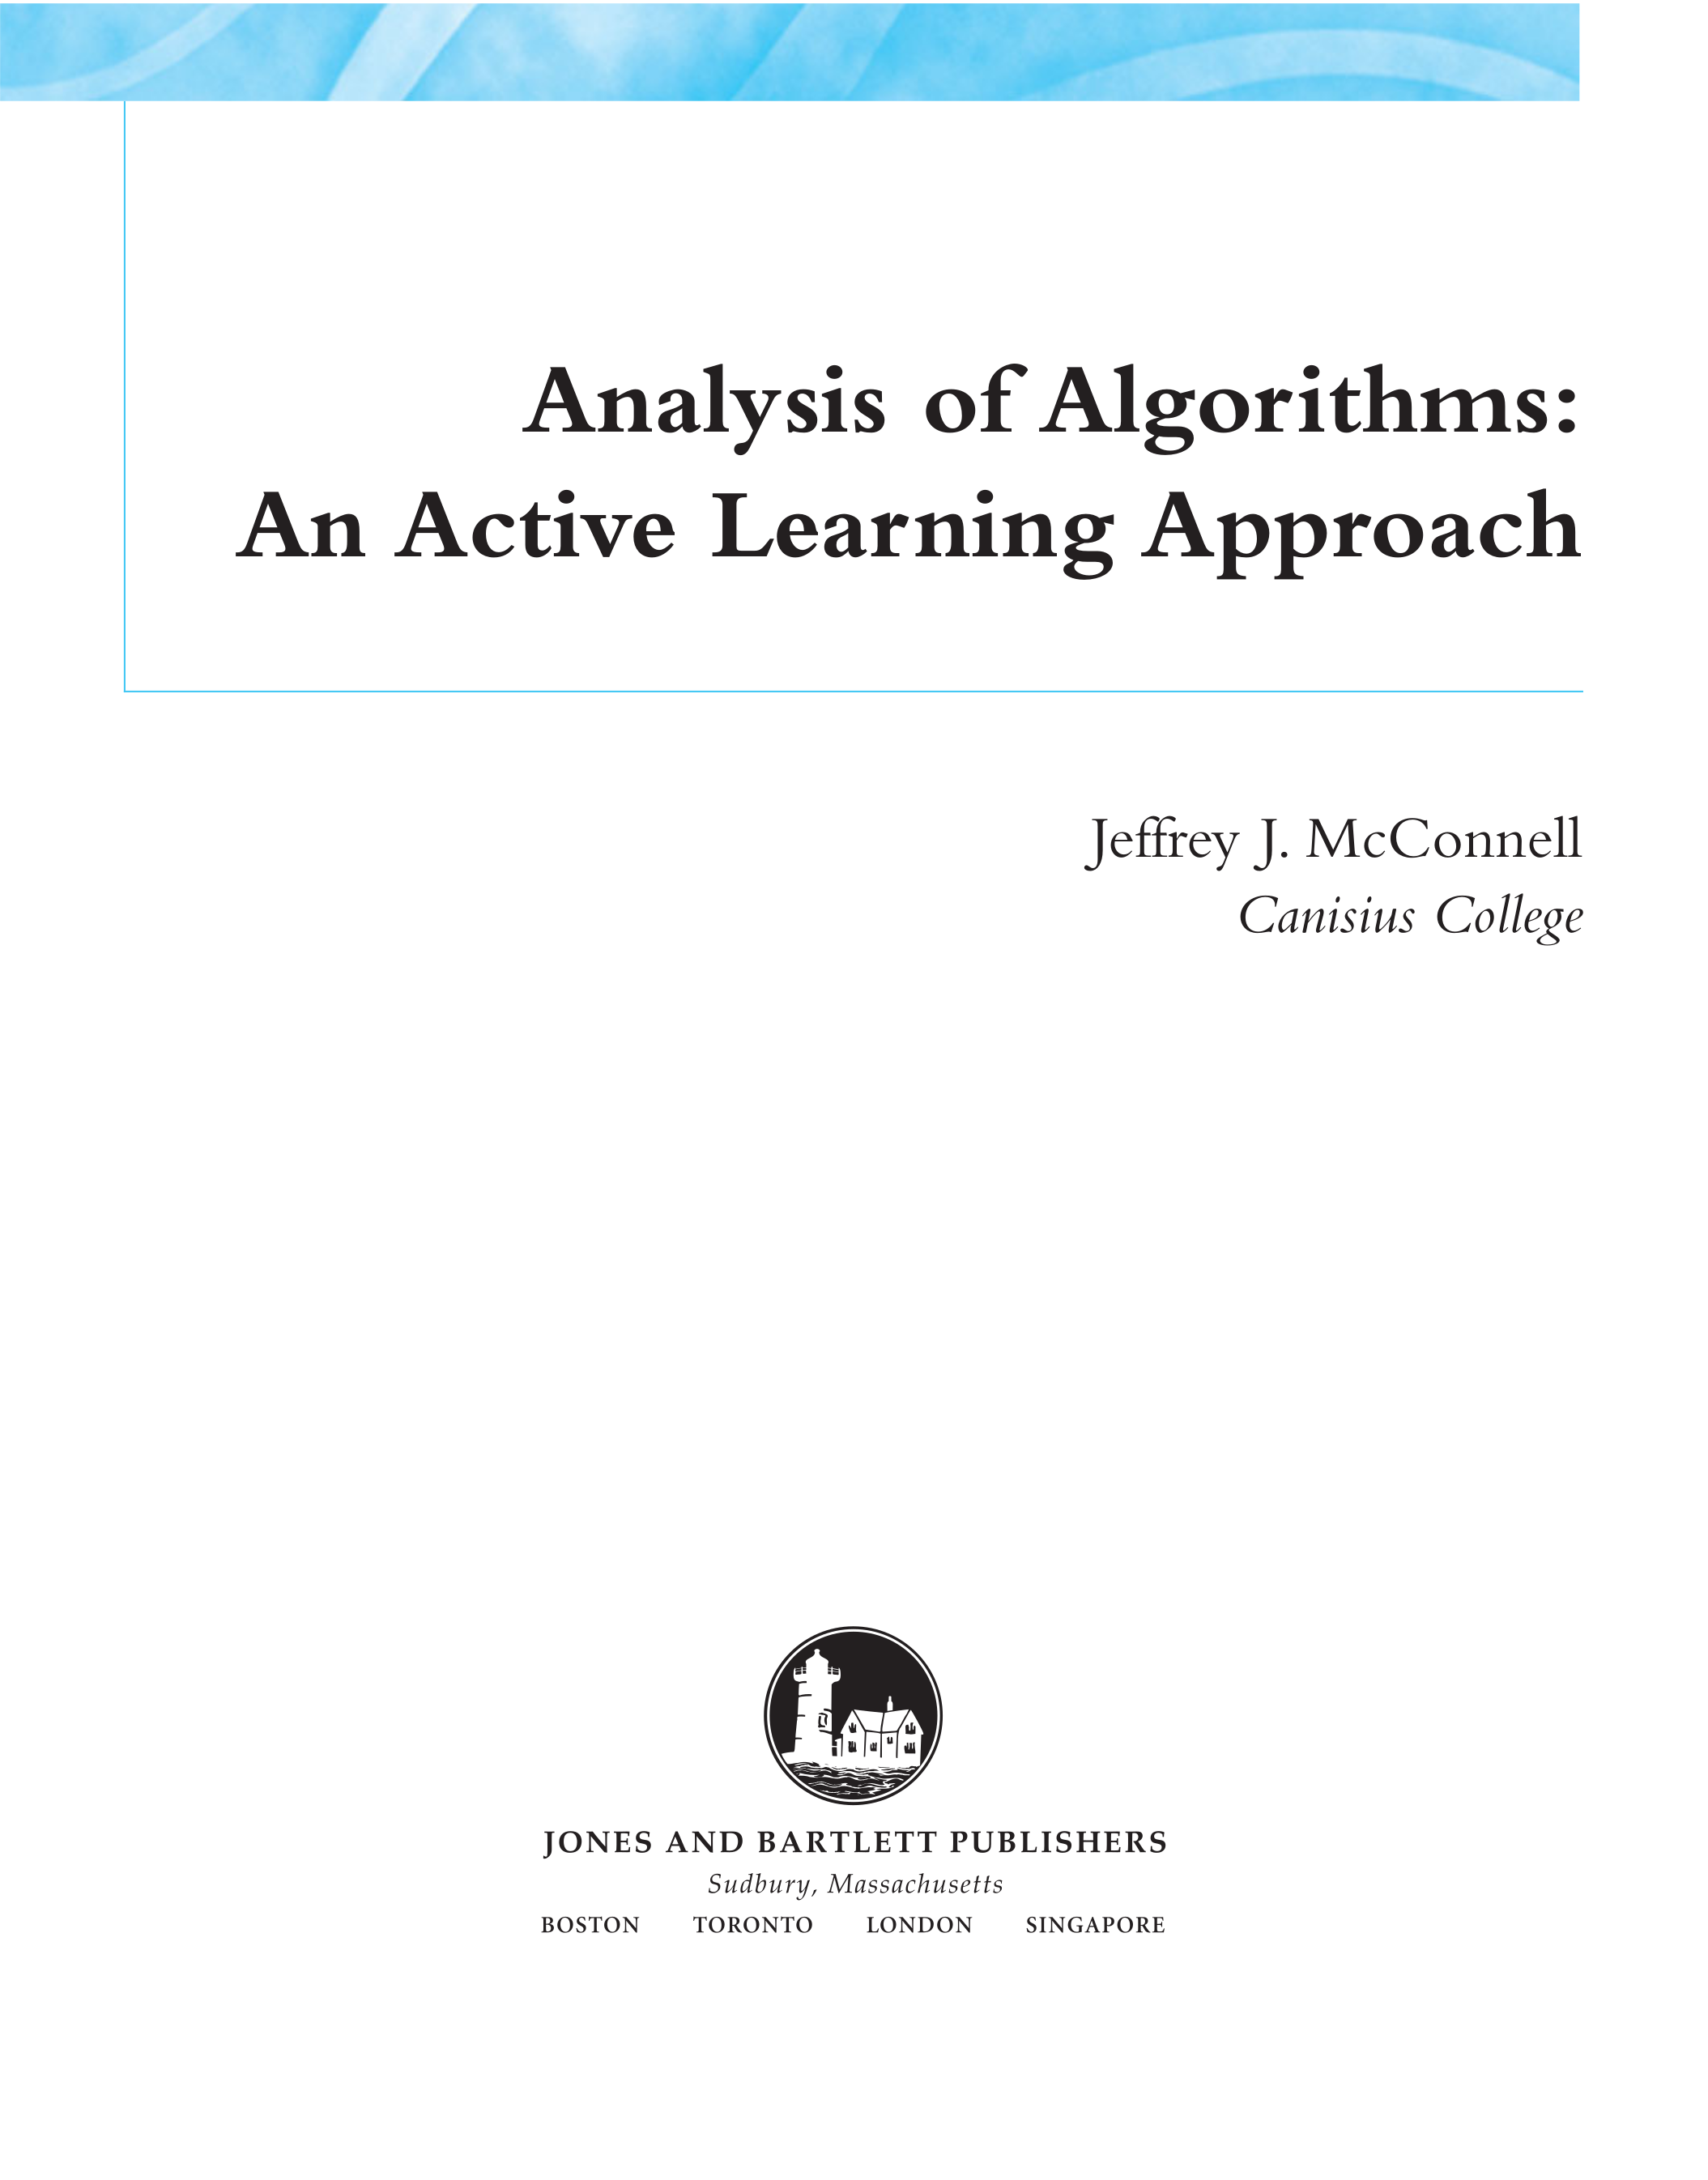 Analysis of Algorithms:
An Active Learning Approach
Jeffrey J. McConnell
Canisius College
JONES AND BARTLETT PUBLISHERS
Sudbury, Massachusetts
BOSTON TORONTO LONDON SINGAPORE